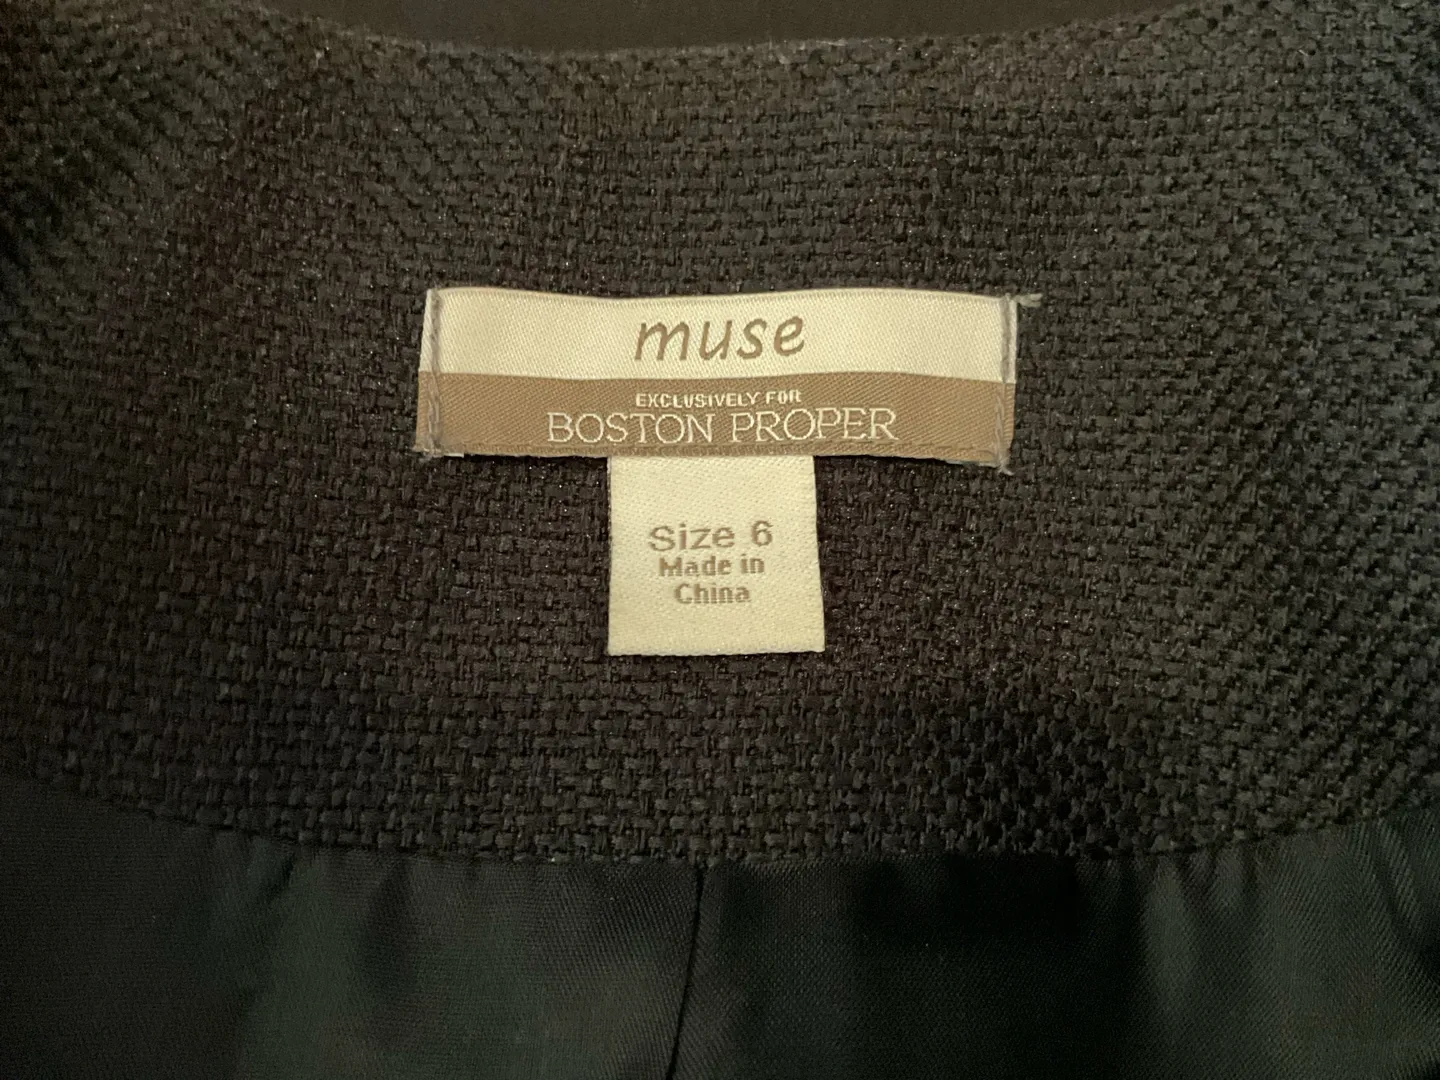 muse
EXCLUSIVELY FOR
BOSTON PROPER
Size 6
Made in
China